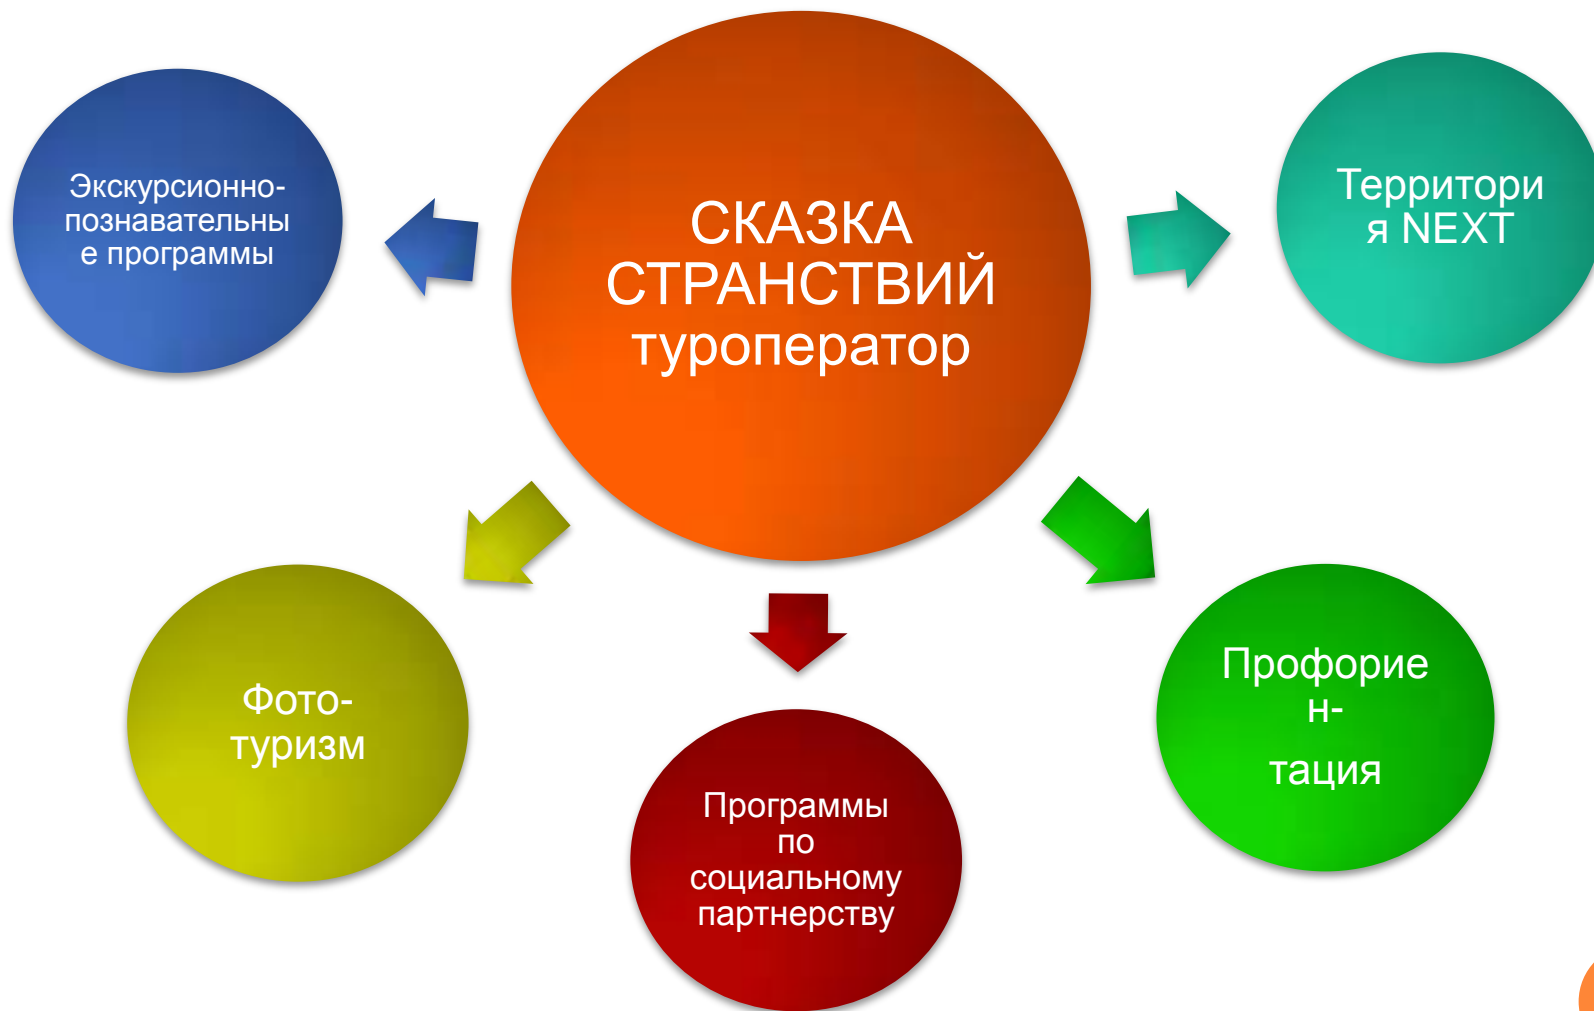 СКАЗКА
СТРАНСТВИЙ
туроператор
Экскурсионно-
познавательны
е программы
Территори
я NEXT
Фото-
туризм
Программы
по
социальному
партнерству
Профорие
н-
тация